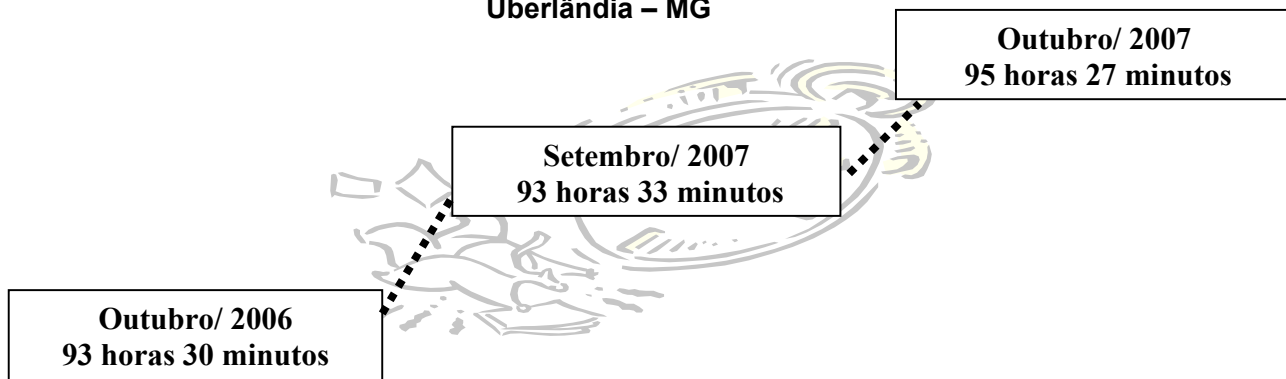 Uberlândia – MG
Outubro/ 2007
95 horas 27 minutos
Setembro/ 2007
93 horas 33 minutos
Outubro/ 2006
93 horas 30 minutos